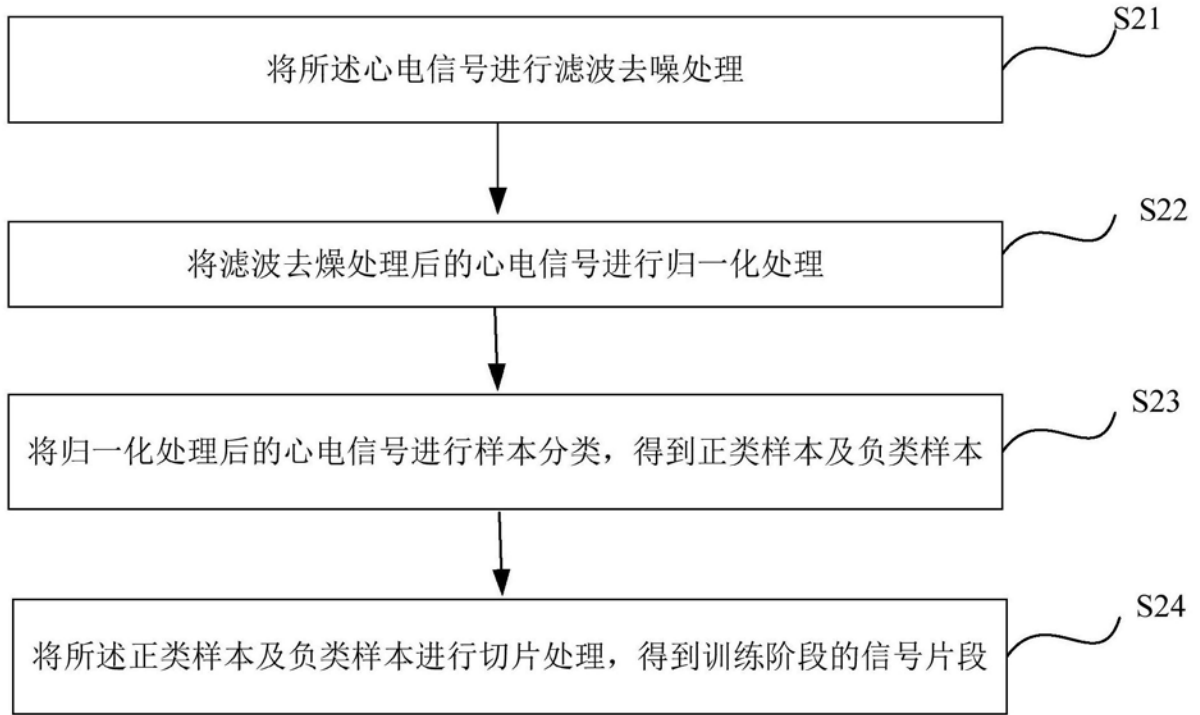 S21
将所述心电信号进行滤波去噪处理
S22
将滤波去燥处理后的心电信号进行归一化处理
S23
将归一化处理后的心电信号进行样本分类，得到正类样本及负类样本
S24
将所述正类样本及负类样本进行切片处理，得到训练阶段的信号片段